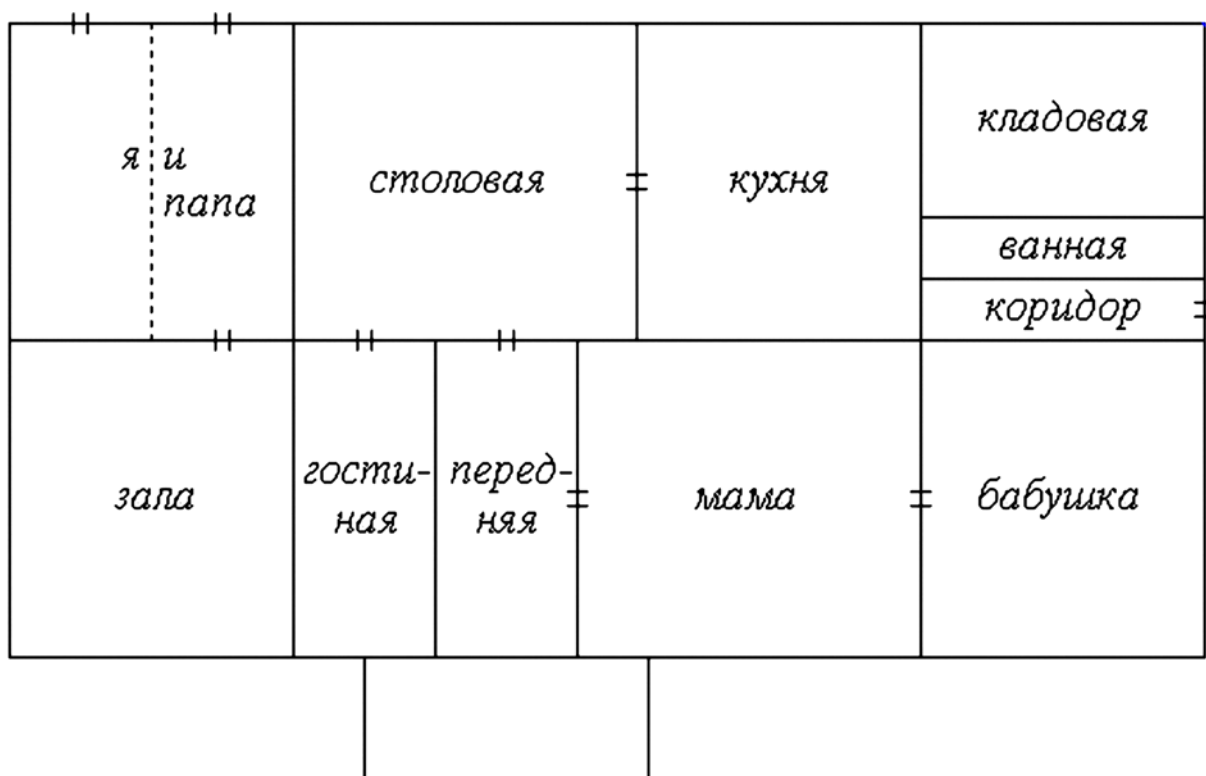 я и
папа
столовая
кухня
кладовая
ванная
коридор
зала
гости-
ная
перед-
няя
мама
бабушка